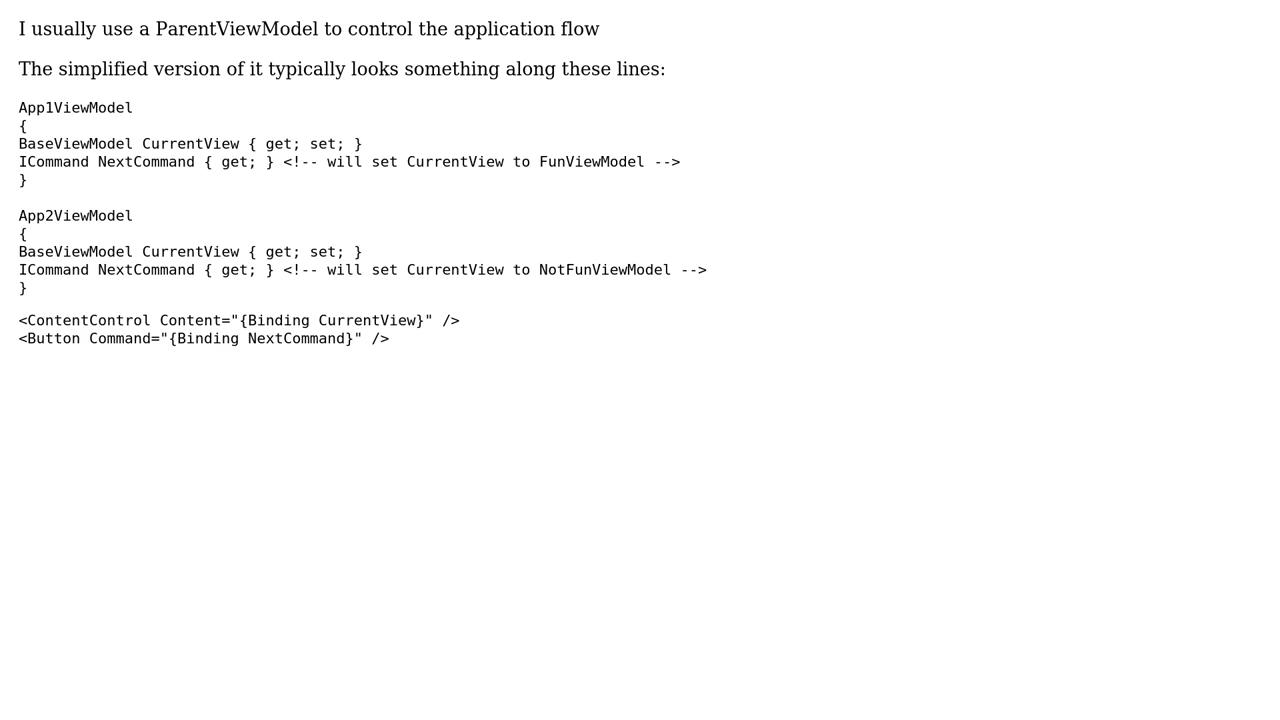 I usually use a ParentViewModel to control the application flow
The simplified version of it typically looks something along these lines:
App1ViewModel
{
BaseViewModel CurrentView { get; set; }
ICommand NextCommand { get; } <!-- will set CurrentView to FunViewModel -->
}
App2ViewModel
{
BaseViewModel CurrentView { get; set; }
ICommand NextCommand { get; } <!-- will set CurrentView to NotFunViewModel -->
}
<ContentControl Content="{Binding CurrentView}" />
<Button Command="{Binding NextCommand}" />